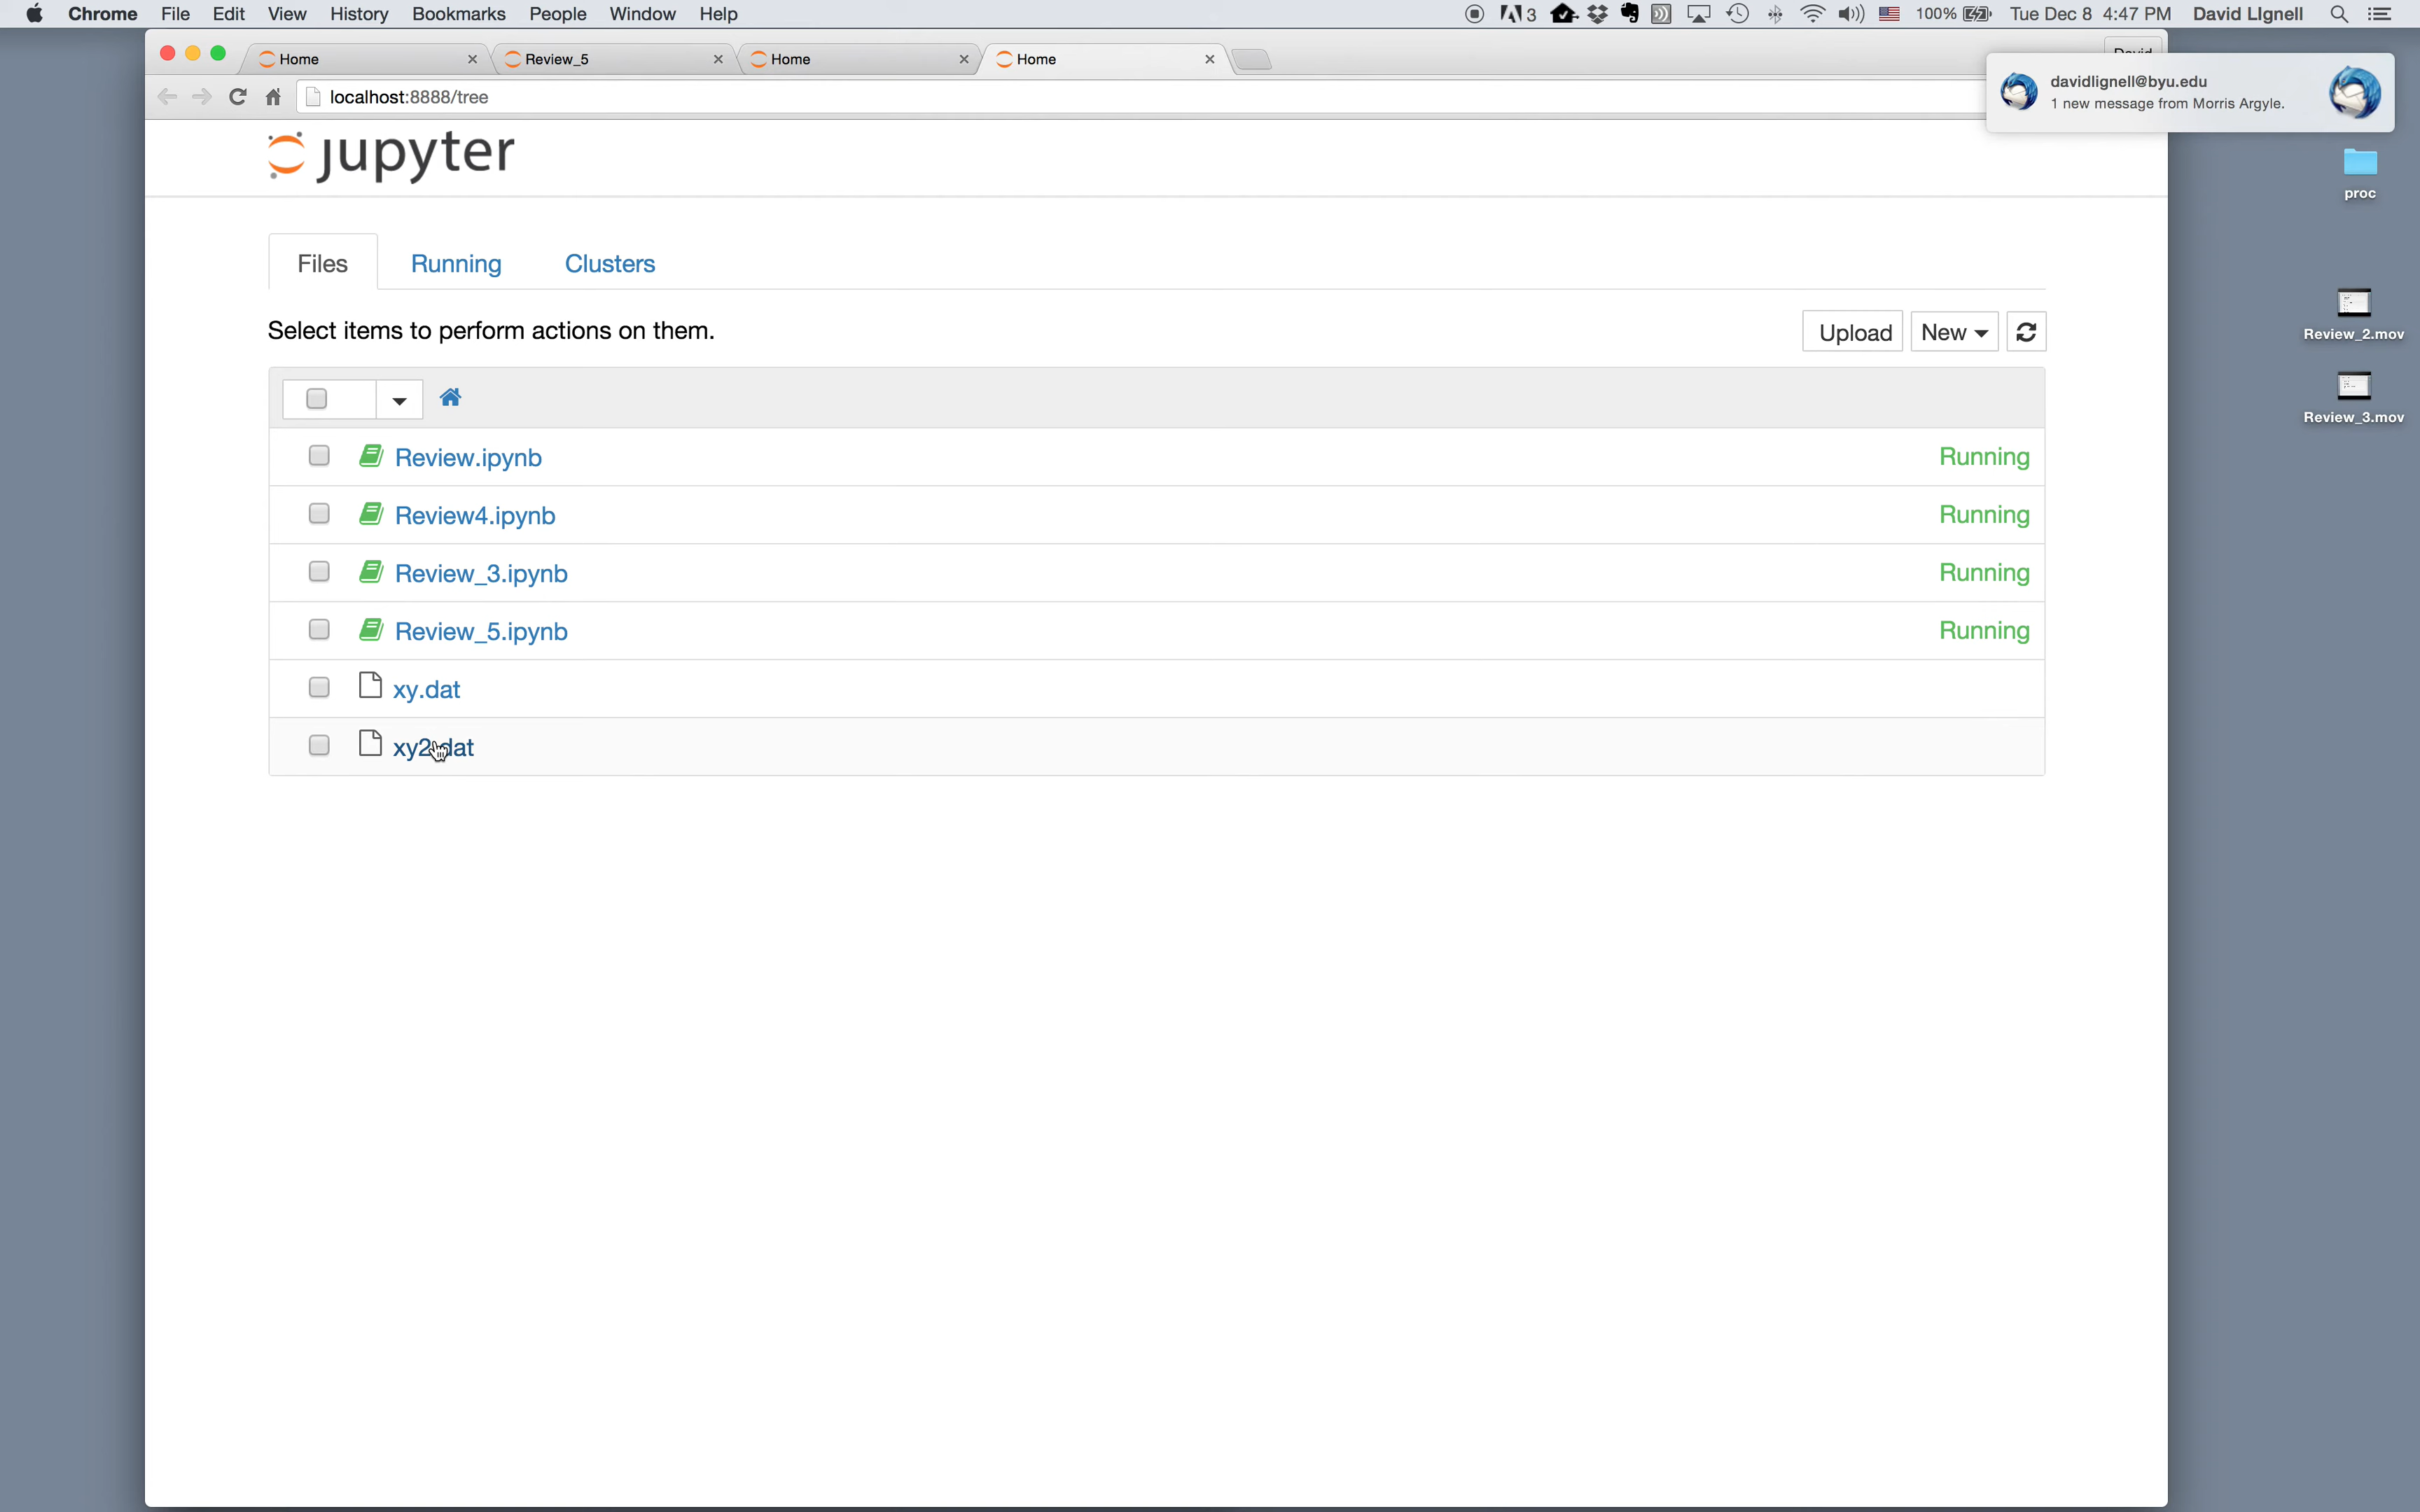 Chrome File Edit View History Bookmarks People Window Help 3 100% Tue Dec 8 4:47 PM David LIgnell
Home Review_5 Home Home
localhost:8888/tree
davidlignell@byu.edu
1 new message from Morris Argyle.
jupyter
proc
Files Running Clusters
Select items to perform actions on them.
Upload New
Review_2.mov
Review_3.mov
Review.ipynb Running
Review4.ipynb Running
Review_3.ipynb Running
Review_5.ipynb Running
xy.dat
xy2.dat